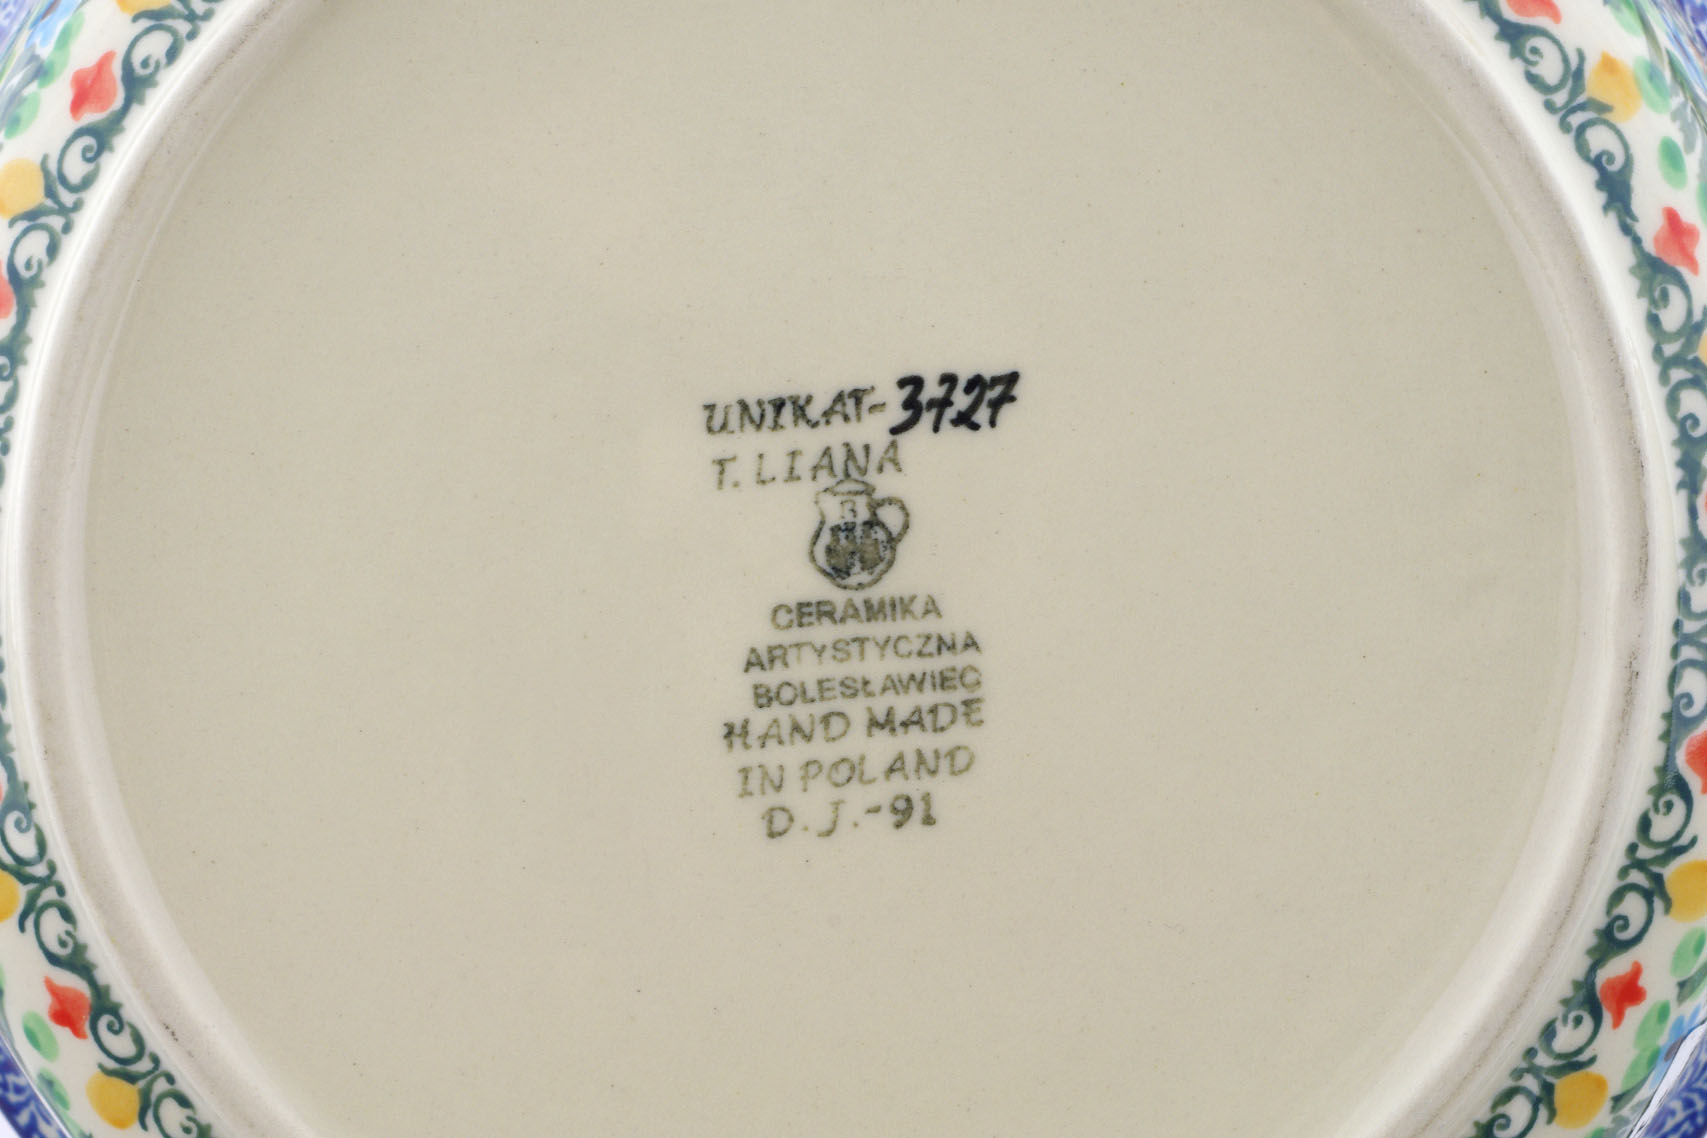 UNIKAT-3727
T. LIANA
B
CERAMIKA
ARTYSTYCZNA
BOLESŁAWIEC
HAND MADE
IN POLAND
D.J.-91